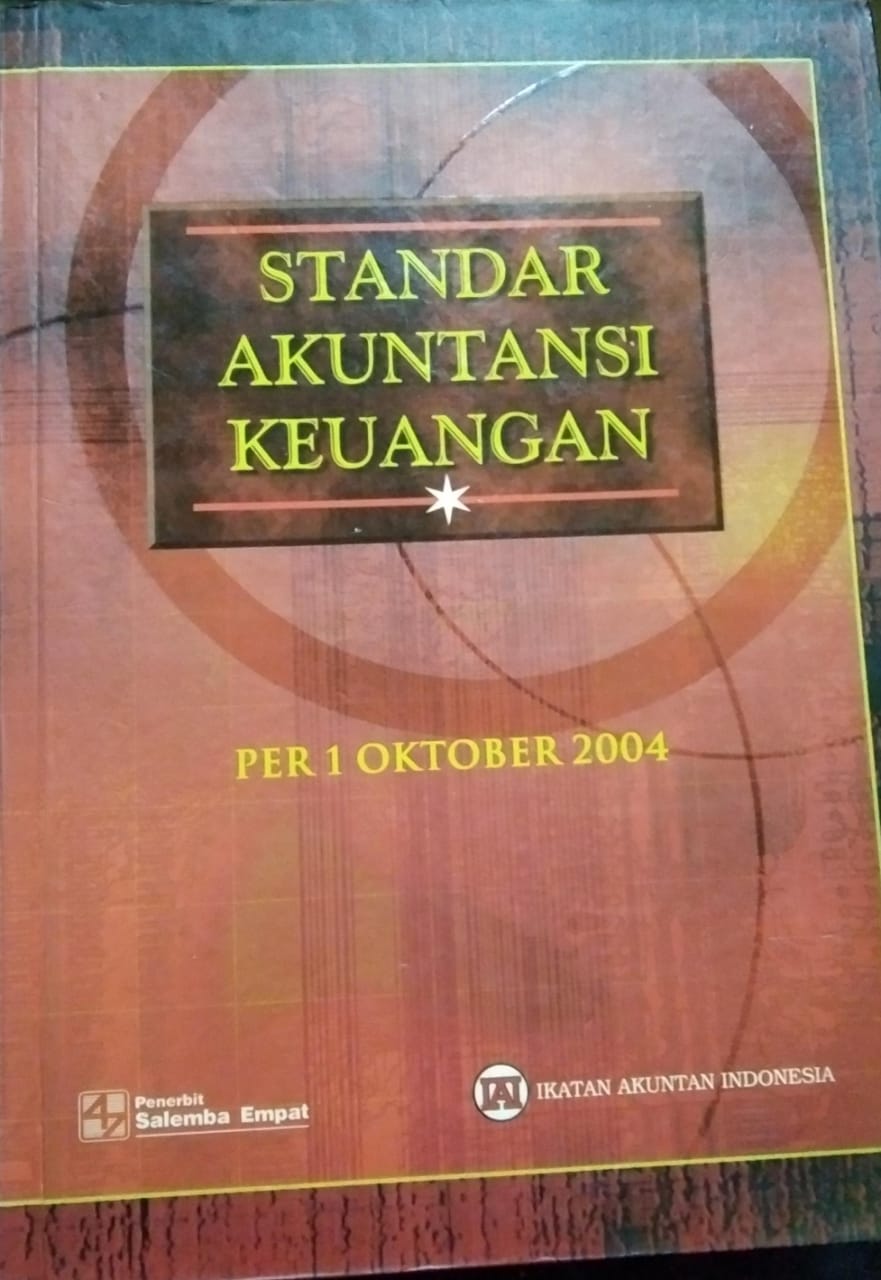 STANDAR
AKUNTANSI
KEUANGAN
PER 1 OKTOBER 2004
Penerbit
Salemba Empat
IAI
IKATAN AKUNTAN INDONESIA